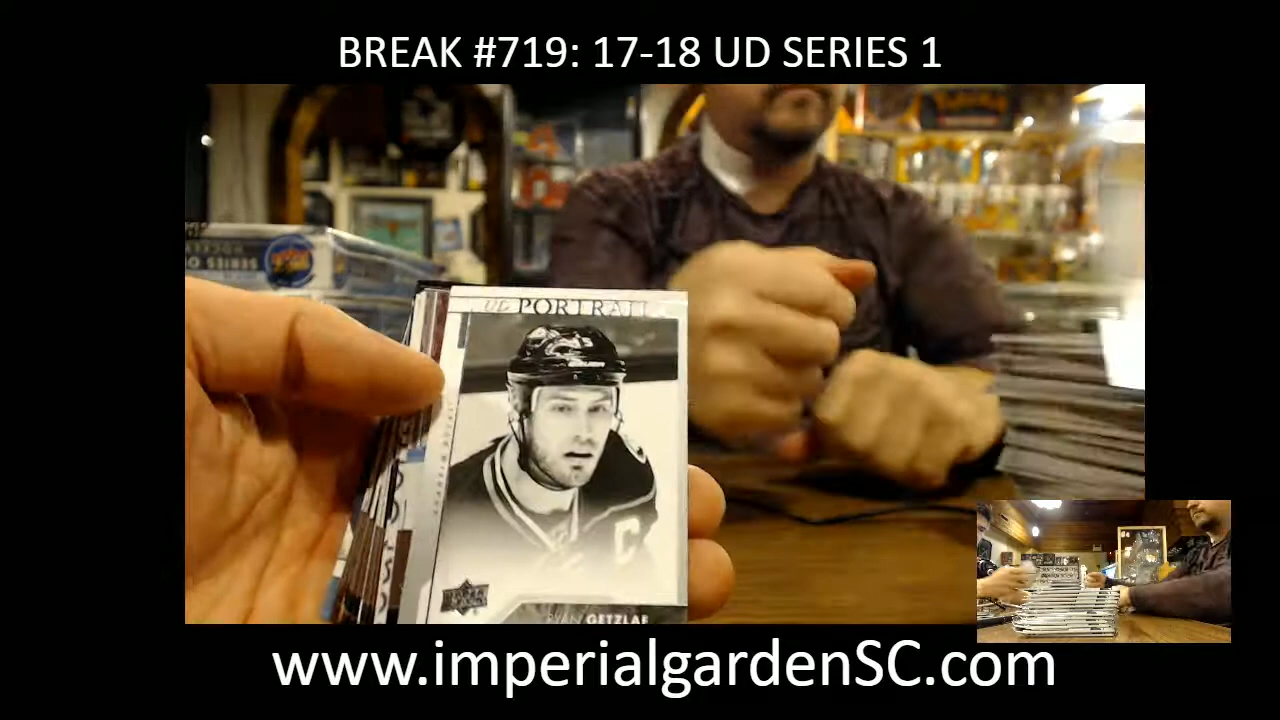 BREAK #719: 17-18 UD SERIES 1
UD PORTRAITS
C
RYAN GETZLAF
www.imperialgardenSC.com